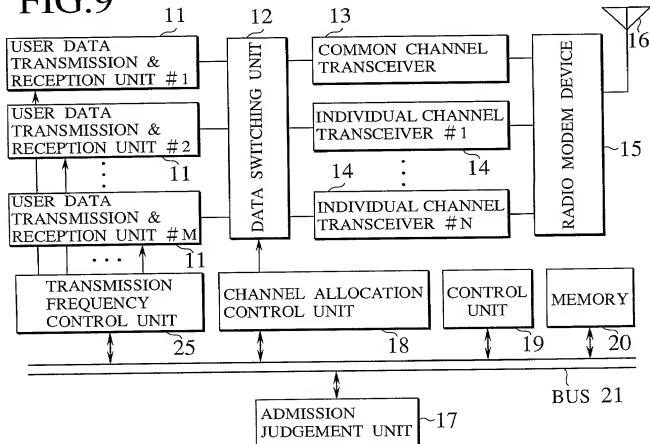 FIG.9
11
12
13
16
USER DATA
TRANSMISSION &
RECEPTION UNIT #1
DATA SWITCHING UNIT
COMMON CHANNEL
TRANSCEIVER
RADIO MODEM DEVICE
USER DATA
TRANSMISSION &
RECEPTION UNIT #2
INDIVIDUAL CHANNEL
TRANSCEIVER #1
15
11
14
14
11
USER DATA
TRANSMISSION &
RECEPTION UNIT #M
INDIVIDUAL CHANNEL
TRANSCEIVER #N
11
TRANSMISSION
FREQUENCY
CONTROL UNIT
CHANNEL ALLOCATION
CONTROL UNIT
CONTROL
UNIT
MEMORY
25
18
19
20
BUS 21
ADMISSION
JUDGEMENT UNIT
17